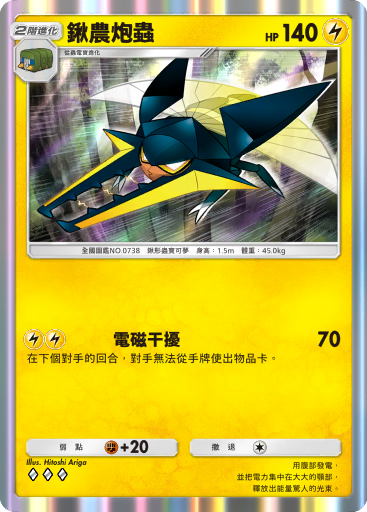 2階進化 鍬農炮蟲 HP 140
從蟲電寶進化
全國圖鑑NO.0738 鍬形蟲寶可夢 身高：1.5m 體重：45.0kg
電磁干擾 70
在下個對手的回合，對手無法從手牌使出物品卡。
弱點 +20 撤退
Illus. Hitoshi Ariga
用腹部發電，
並把電力集中在大大的顎部，
釋放出能量驚人的光束。